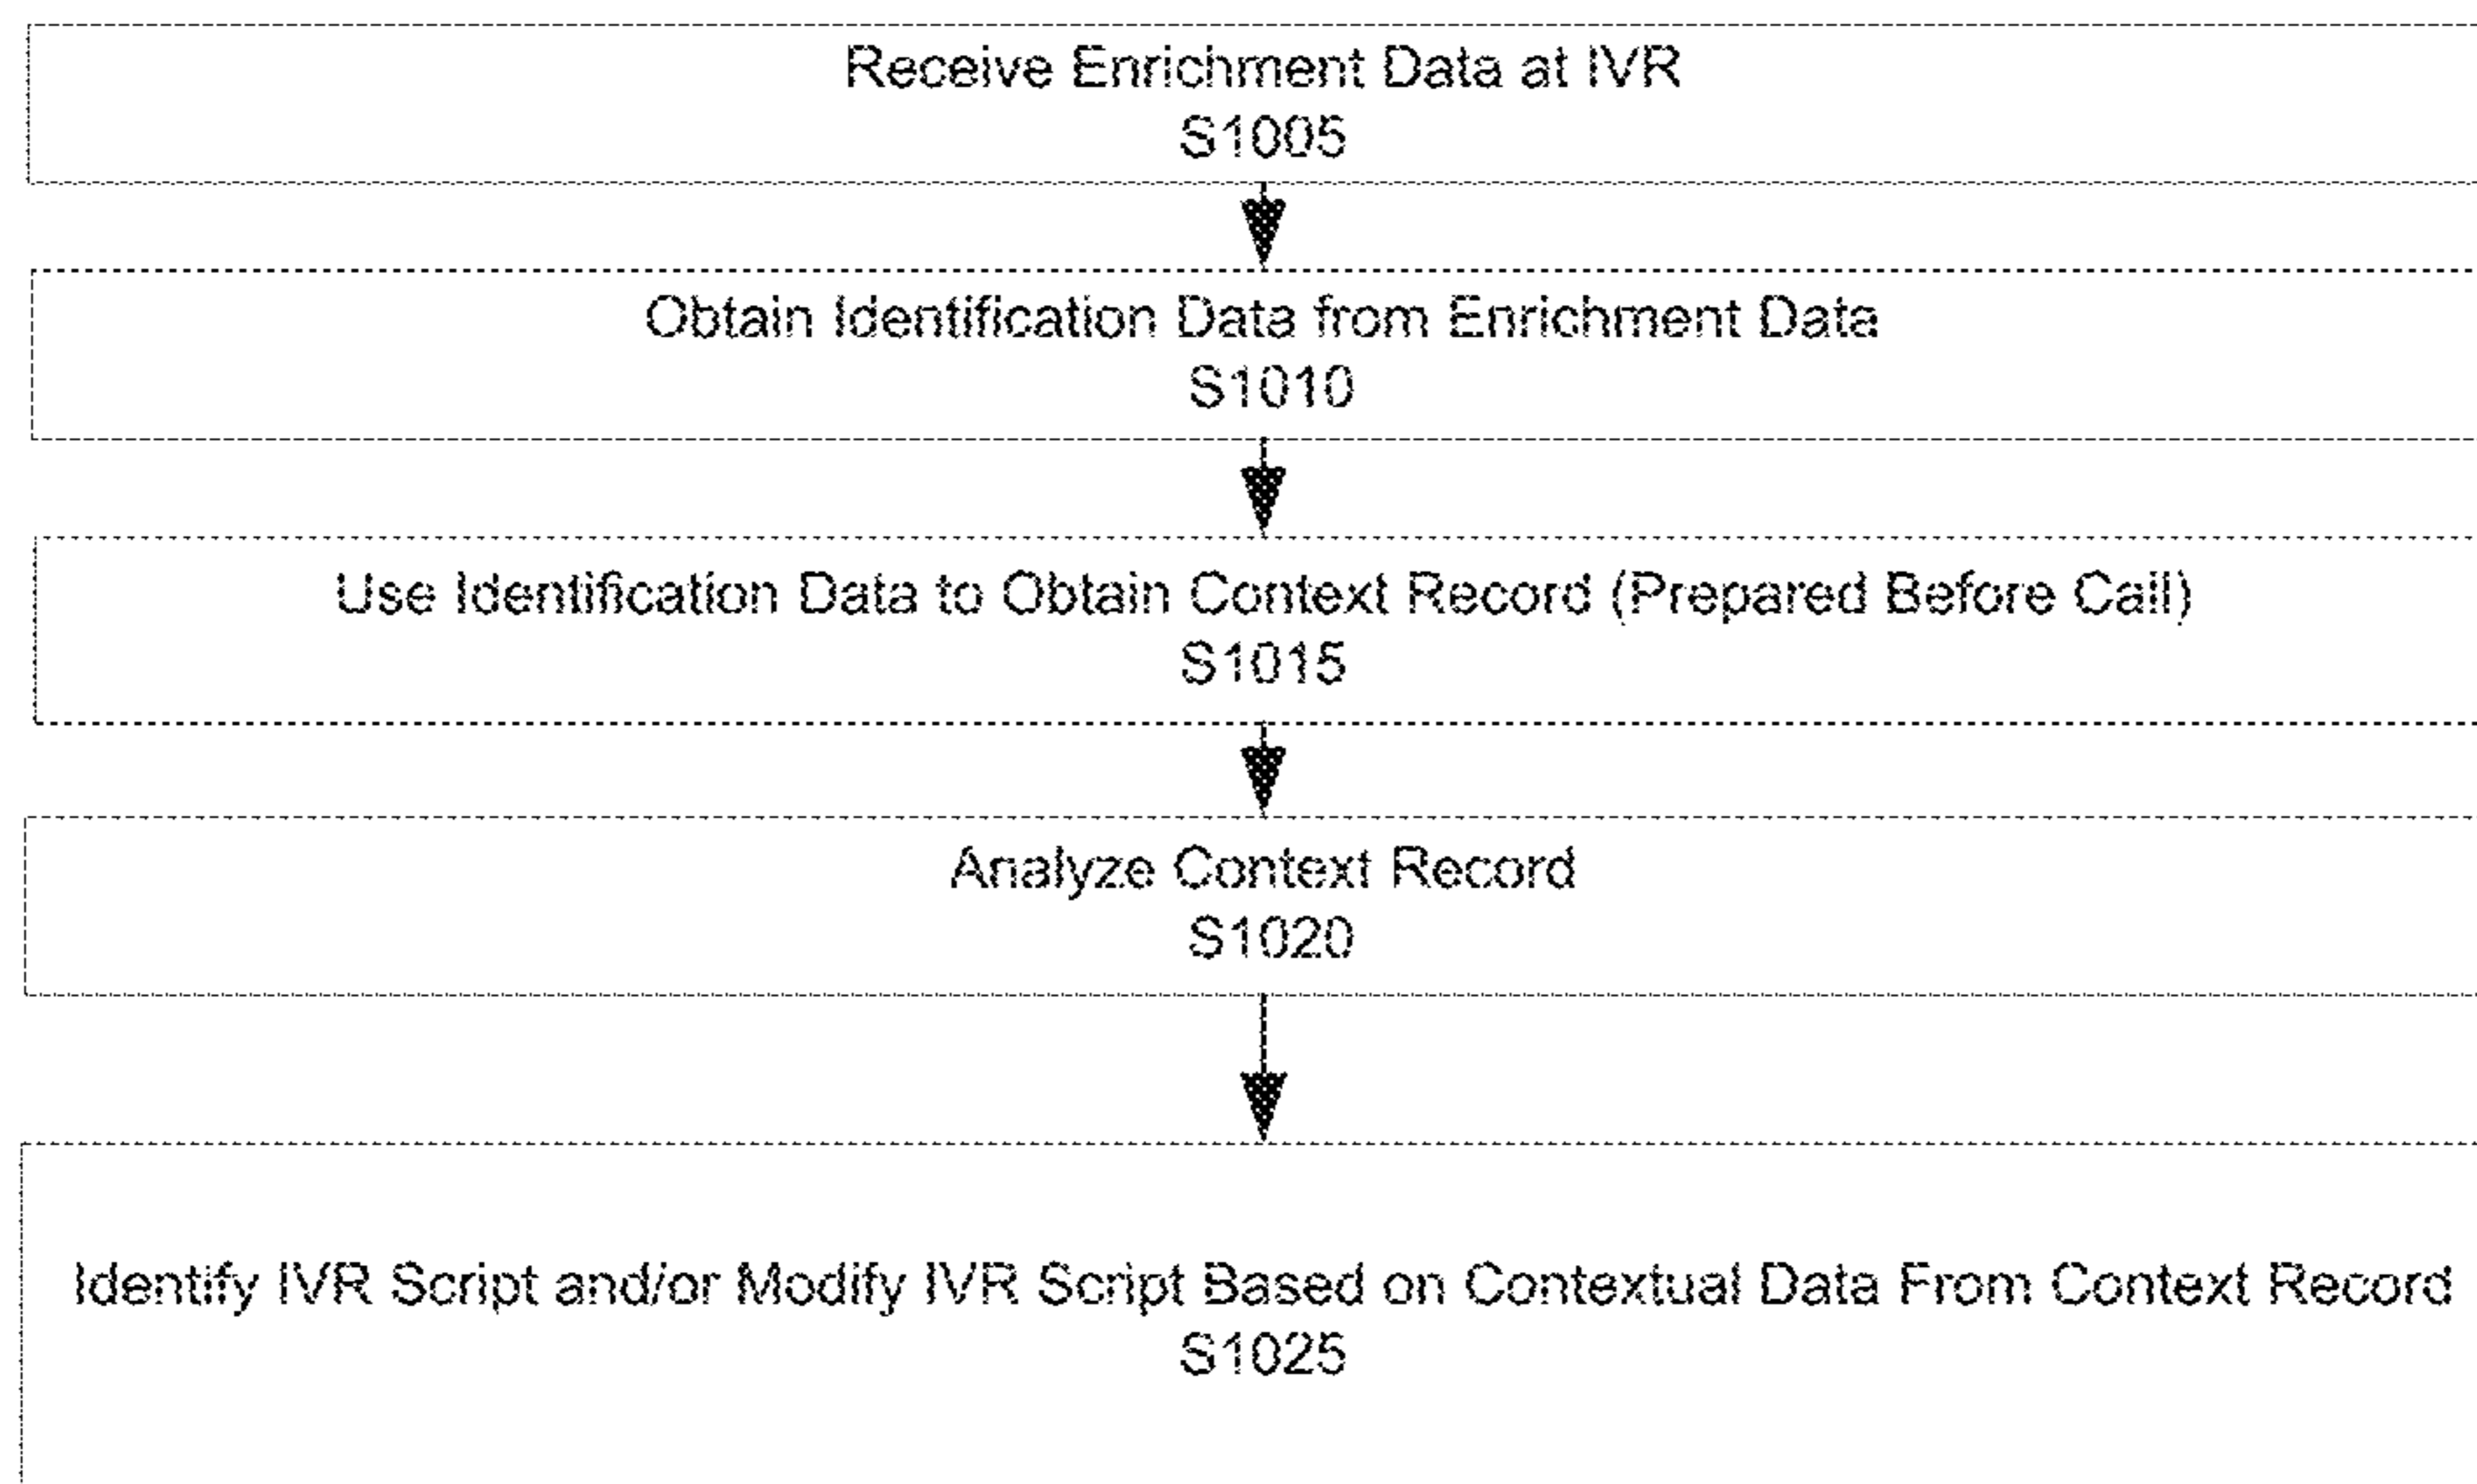 Receive Enrichment Data at IVR
S1005
Obtain Identification Data from Enrichment Data
S1010
Use Identification Data to Obtain Context Record (Prepared Before Call)
S1015
Analyze Context Record
S1020
Identify IVR Script and/or Modify IVR Script Based on Contextual Data From Context Record
S1025